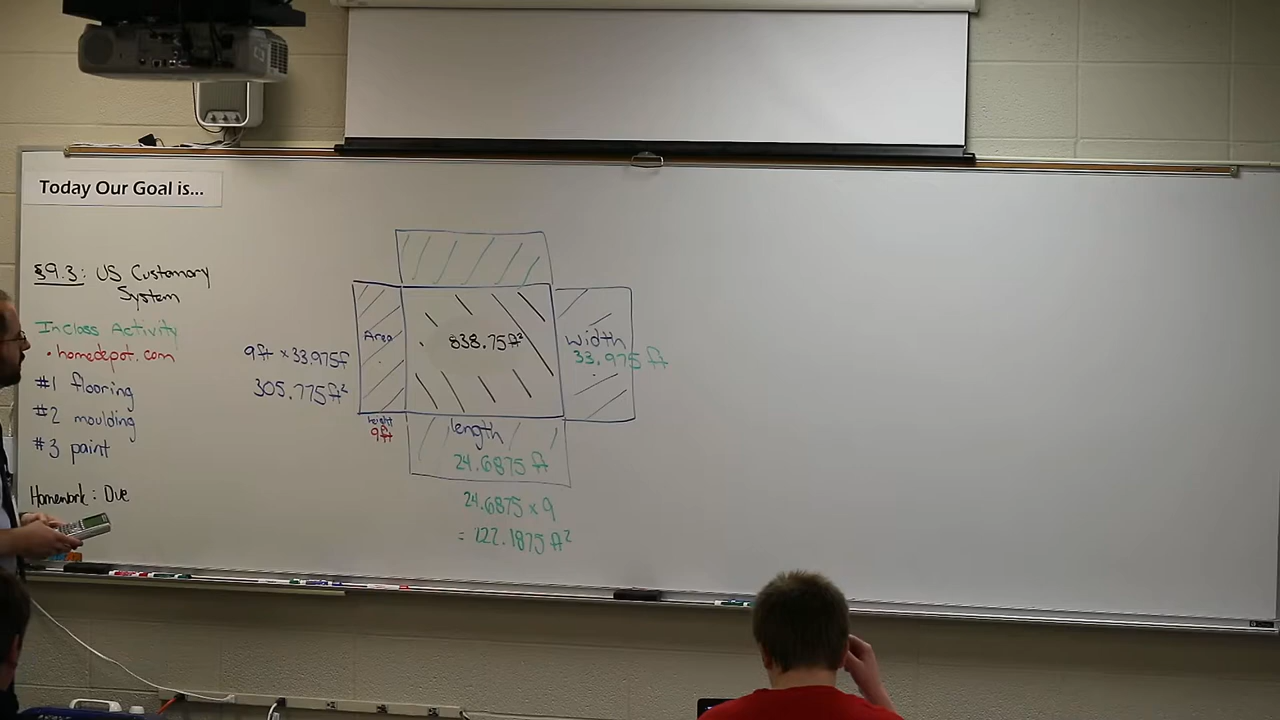 Today Our Goal is...
§9.3: US Customary
System
Inclass Activity
• homedepot.com
#1 flooring
#2 moulding
#3 paint
Homework: Due
9ft x 33.975f
305.775ft²
Area
838.75ft²
width
33.975 ft
height
9ft
length
24.6875 ft
24.6875 x 9
= 222.1875 ft²